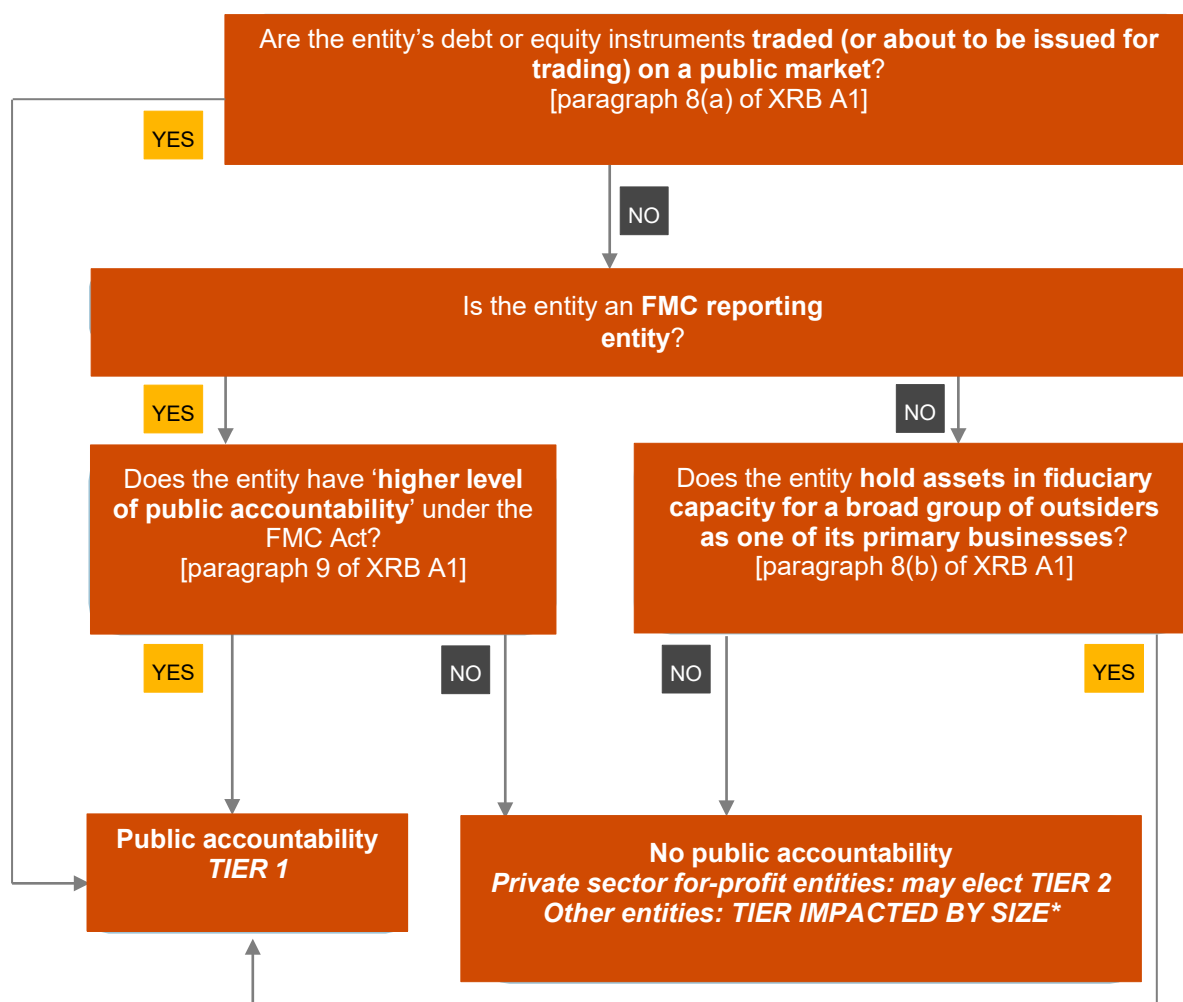 Are the entity's debt or equity instruments traded (or about to be issued for
trading) on a public market?
[paragraph 8(a) of XRB A1]
YES
NO
Is the entity an FMC reporting
entity?
YES
NO
Does the entity have ‘higher level
of public accountability’ under the
FMC Act?
[paragraph 9 of XRB A1]
Does the entity hold assets in fiduciary
capacity for a broad group of outsiders
as one of its primary businesses?
[paragraph 8(b) of XRB A1]
YES
NO
NO
YES
Public accountability
TIER 1
No public accountability
Private sector for-profit entities: may elect TIER 2
Other entities: TIER IMPACTED BY SIZE*